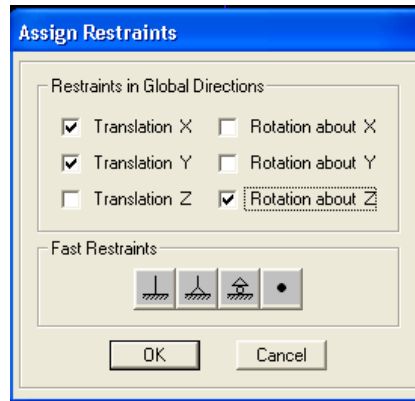 Assign Restraints
Restraints in Global Directions
Translation X Rotation about X
Translation Y Rotation about Y
Translation Z Rotation about Z
Fast Restraints
OK Cancel